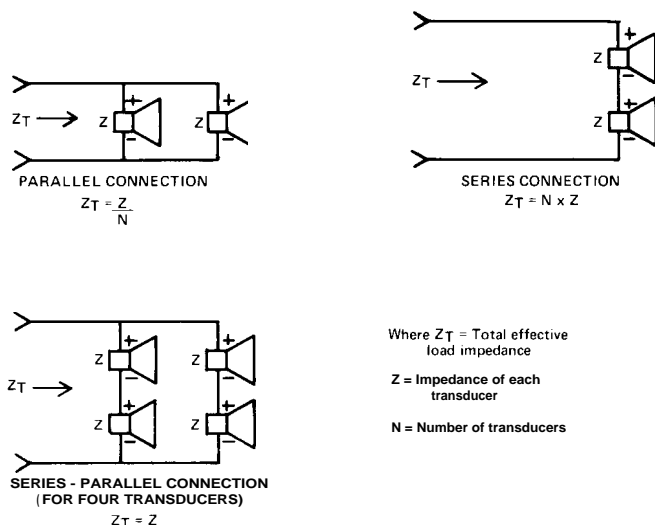 + +
ZT Z Z
- -
PARALLEL CONNECTION
ZT = Z
N
+
Z
-
ZT
+
Z
-
SERIES CONNECTION
ZT = N x Z
+ +
Z Z
- -
ZT
+ +
Z Z
- -
SERIES - PARALLEL CONNECTION
(FOR FOUR TRANSDUCERS)
ZT = Z
Where ZT = Total effective
load impedance
Z = Impedance of each
transducer
N = Number of transducers